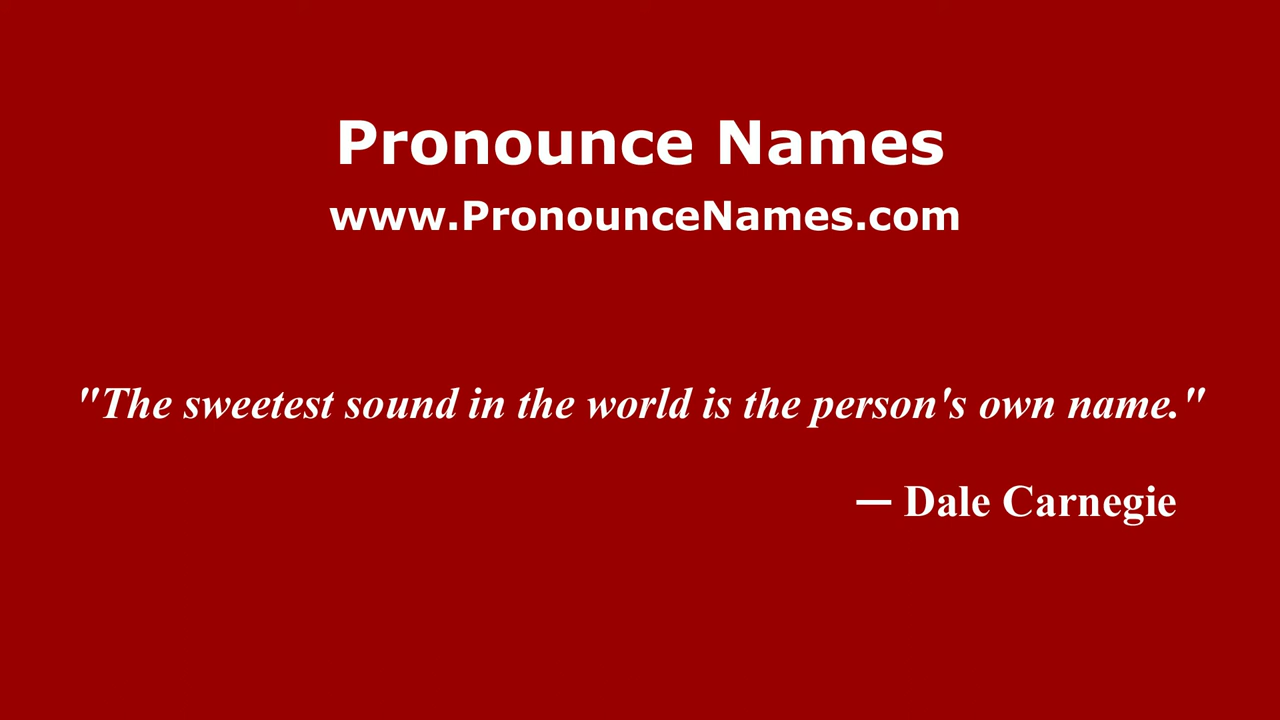 Pronounce Names
www.PronounceNames.com
"The sweetest sound in the world is the person's own name."
— Dale Carnegie